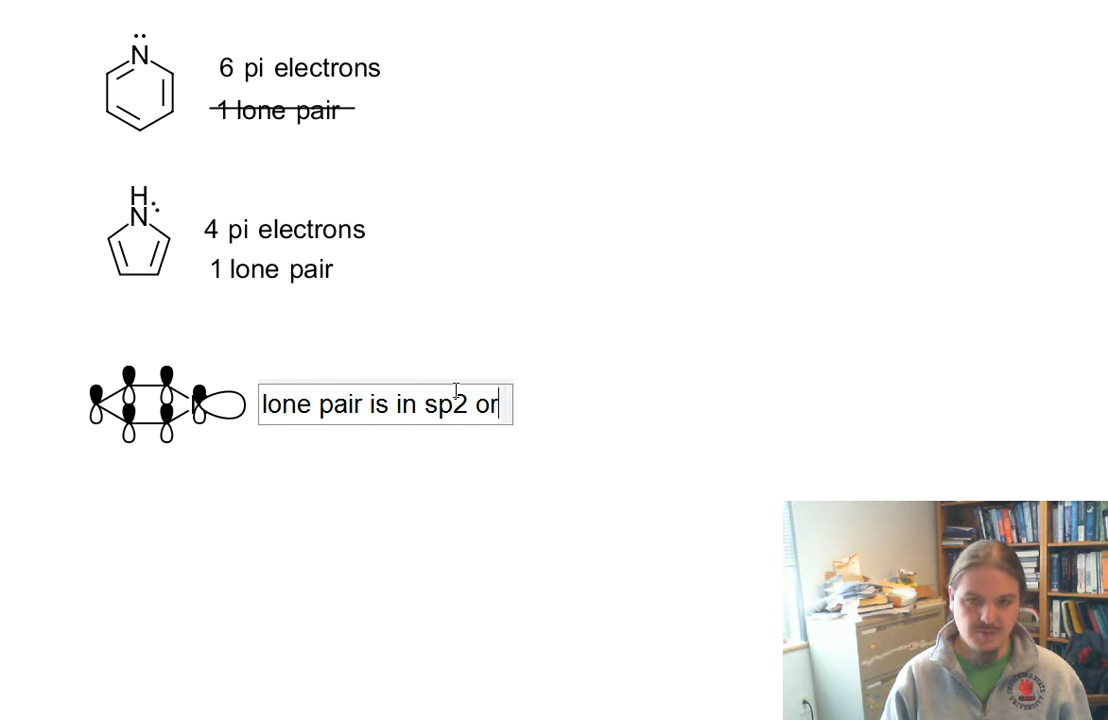 N
6 pi electrons
1 lone pair
H
N
4 pi electrons
1 lone pair
lone pair is in sp2 or